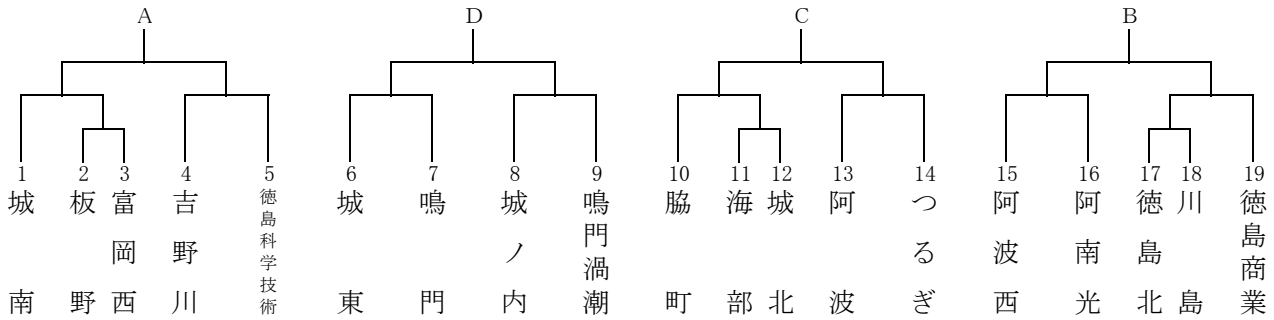 A
D
C
B
1
2
3
4
5
6
7
8
9
10
11
12
13
14
15
16
17
18
19
城南
板野
富岡西
吉野川
徳島科学技術
城東
鳴門
城ノ内
鳴門渦潮
脇町
海部
城北
阿波
つるぎ
阿波西
阿南光
徳島北
川島
徳島商業